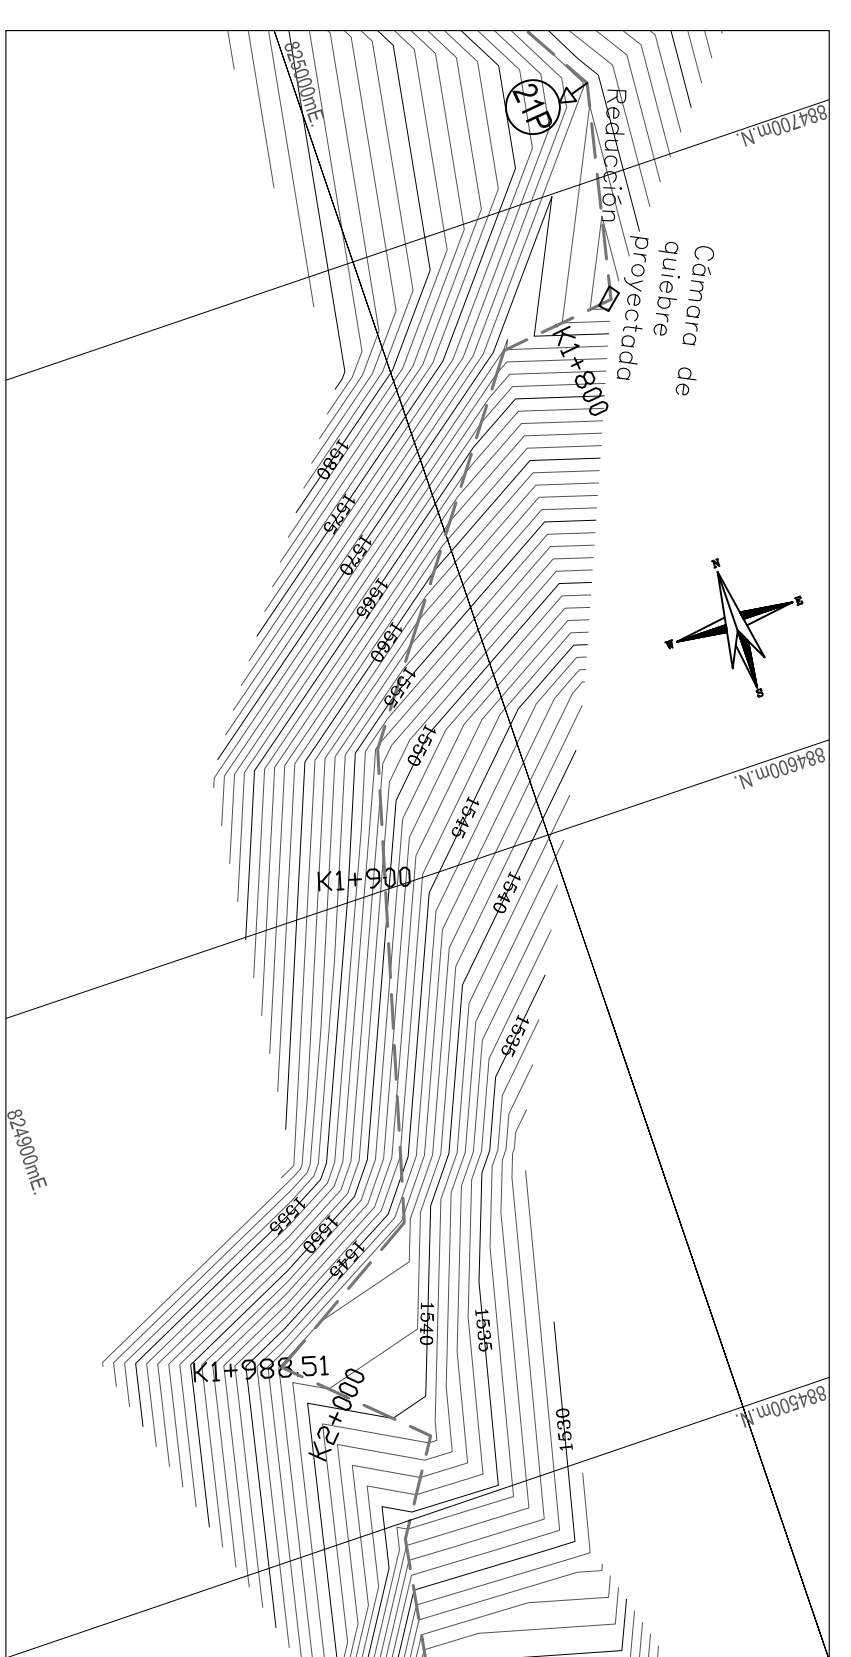 825000mE.
21P
Reducción
884700m.N.
Cámara de
quiebre
proyectada
K1+800
1580
1575
1570
1565
1560
1555
1550
1545
1540
1535
N
E
W
S
884600m.N.
K1+900
824900mE.
1555
1550
1545
1540
1535
K1+988.51
K2+000
884500m.N.
1530